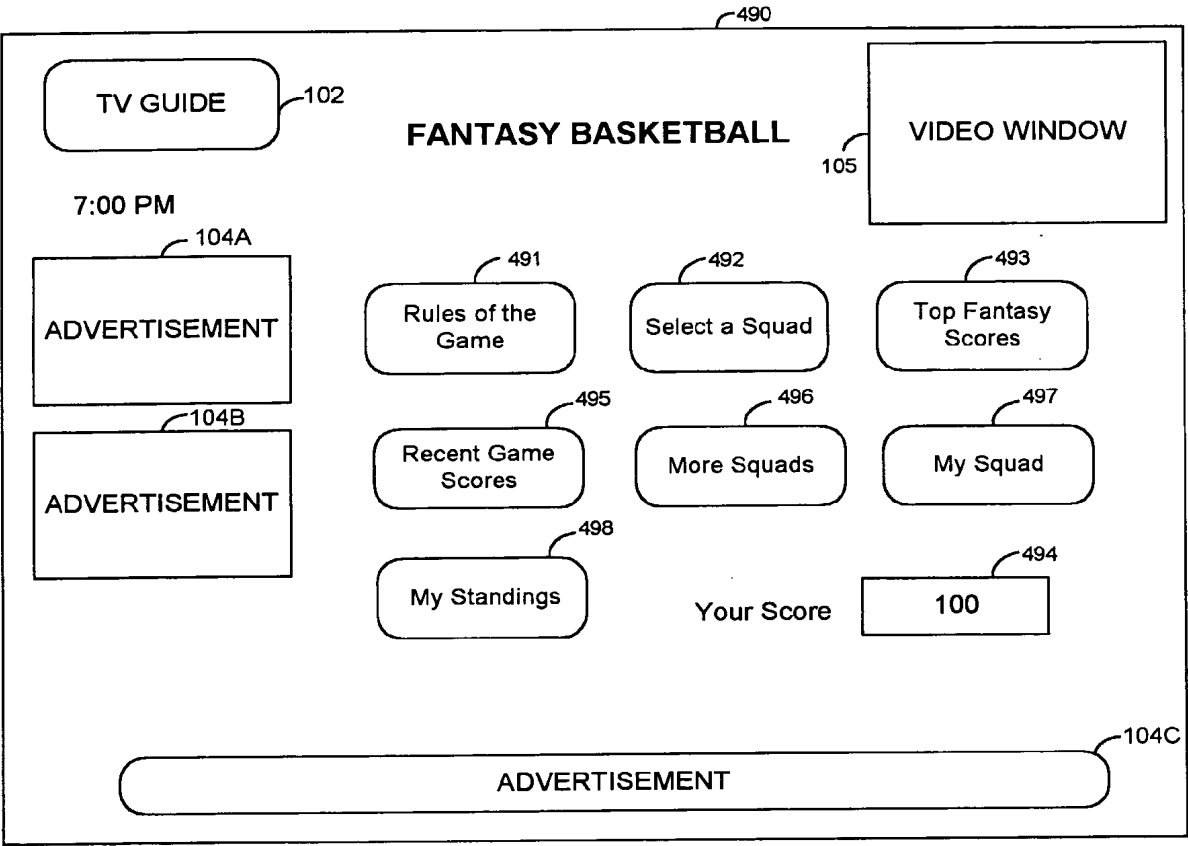 490
TV GUIDE
102
FANTASY BASKETBALL
VIDEO WINDOW
105
7:00 PM
104A
ADVERTISEMENT
491
Rules of the
Game
492
Select a Squad
493
Top Fantasy
Scores
104B
ADVERTISEMENT
495
Recent Game
Scores
496
More Squads
497
My Squad
498
My Standings
Your Score
494
100
104C
ADVERTISEMENT